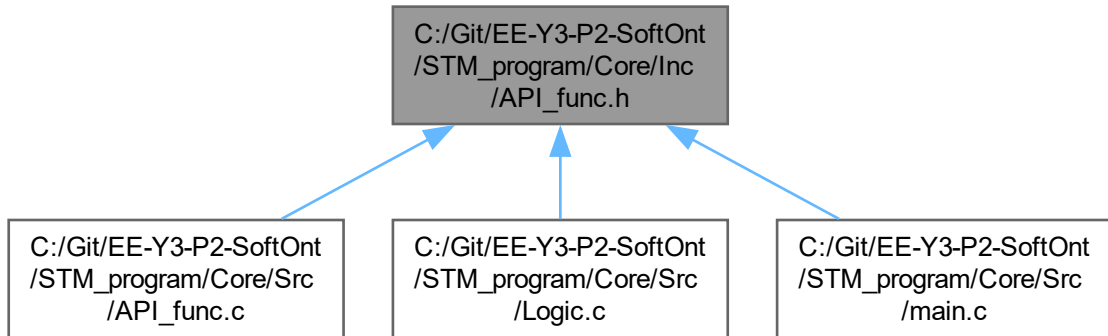 C:/Git/EE-Y3-P2-SoftOnt
/STM_program/Core/Inc
/API_func.h
C:/Git/EE-Y3-P2-SoftOnt
/STM_program/Core/Src
/API_func.c
C:/Git/EE-Y3-P2-SoftOnt
/STM_program/Core/Src
/Logic.c
C:/Git/EE-Y3-P2-SoftOnt
/STM_program/Core/Src
/main.c